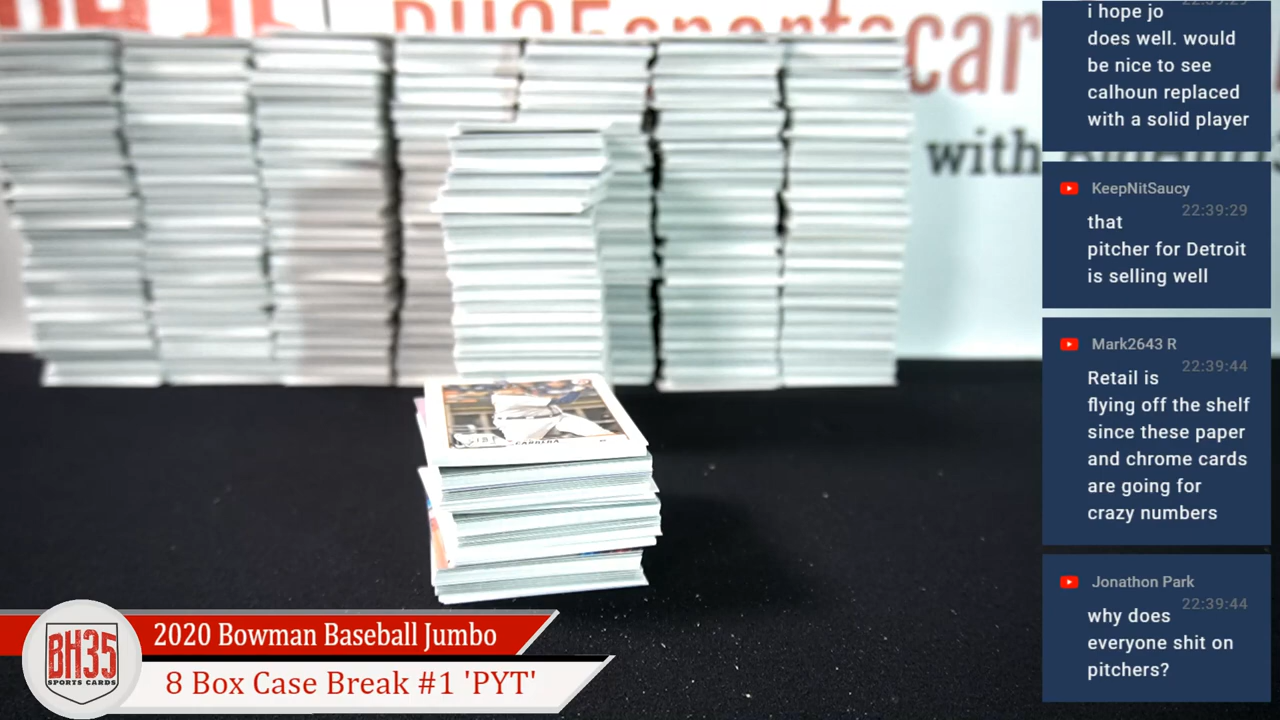 BH35sportscar
with
i hope jo
does well. would
be nice to see
calhoun replaced
with a solid player
KeepNitSaucy
22:39:29
that
pitcher for Detroit
is selling well
Mark2643 R
22:39:44
Retail is
flying off the shelf
since these paper
and chrome cards
are going for
crazy numbers
Jonathon Park
22:39:44
why does
everyone shit on
pitchers?
BH35
SPORTS CARDS
2020 Bowman Baseball Jumbo
8 Box Case Break #1 'PYT'